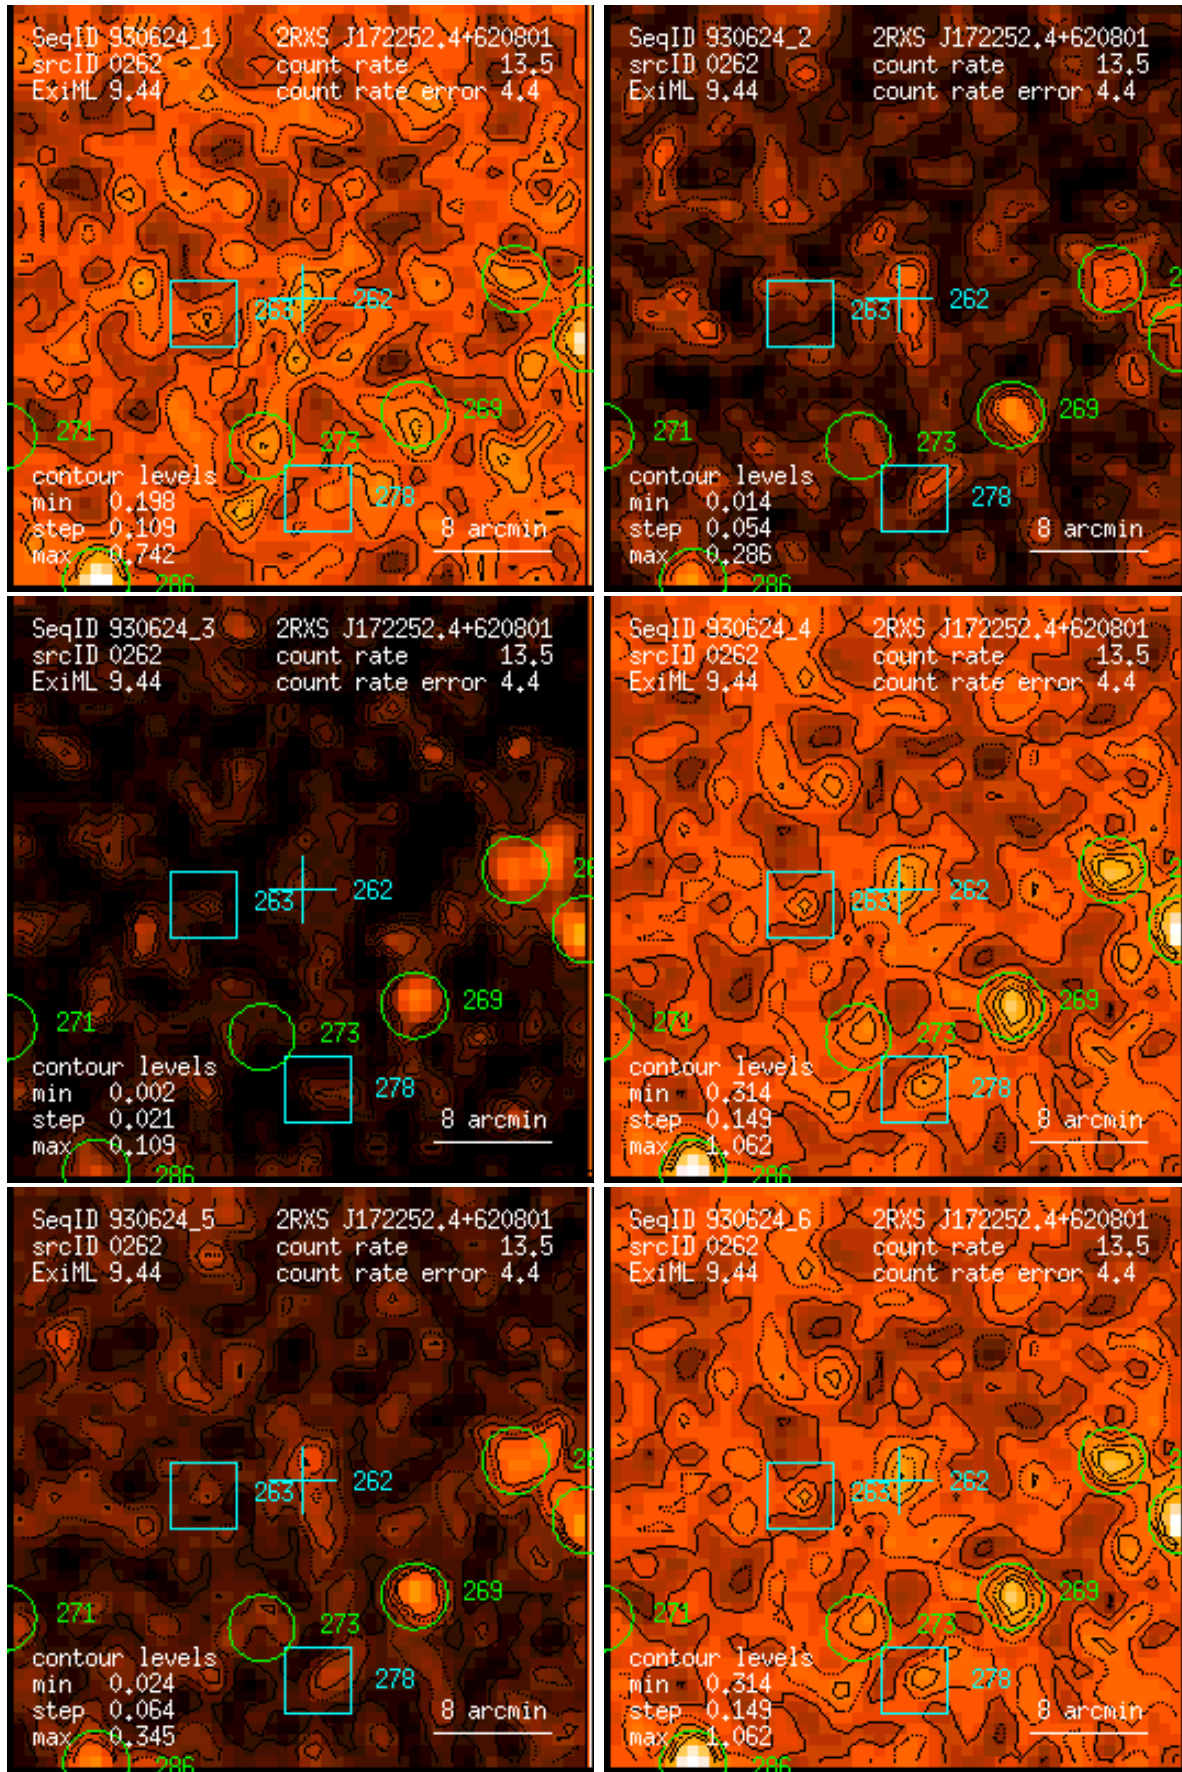 SeqID 930624_1 2RXS J172252.4+620801
srcID 0262 count rate 13.5
ExiML 9.44 count rate error 4.4
26
263 262
269
271 273
contour levels
min 0.198 278
step 0.109 8 arcmin
max 0.742
286
SeqID 930624_2 2RXS J172252.4+620801
srcID 0262 count rate 13.5
ExiML 9.44 count rate error 4.4
2
263 262
269
271 273
contour levels
min 0.014 278
step 0.054 8 arcmin
max 0.286
286
SeqID 930624_3 2RXS J172252.4+620801
srcID 0262 count rate 13.5
ExiML 9.44 count rate error 4.4
26
263 262
269
271 273
contour levels
min 0.002 278
step 0.021 8 arcmin
max 0.109
286
SeqID 930624_4 2RXS J172252.4+620801
srcID 0262 count rate 13.5
ExiML 9.44 count rate error 4.4
2
263 262
269
271 273
contour levels
min 0.314 278
step 0.149 8 arcmin
max 1.062
286
SeqID 930624_5 2RXS J172252.4+620801
srcID 0262 count rate 13.5
ExiML 9.44 count rate error 4.4
26
263 262
269
271 273
contour levels
min 0.024 278
step 0.064 8 arcmin
max 0.345
286
SeqID 930624_6 2RXS J172252.4+620801
srcID 0262 count rate 13.5
ExiML 9.44 count rate error 4.4
2
263 262
269
271 273
contour levels
min 0.314 278
step 0.149 8 arcmin
max 1.062
286